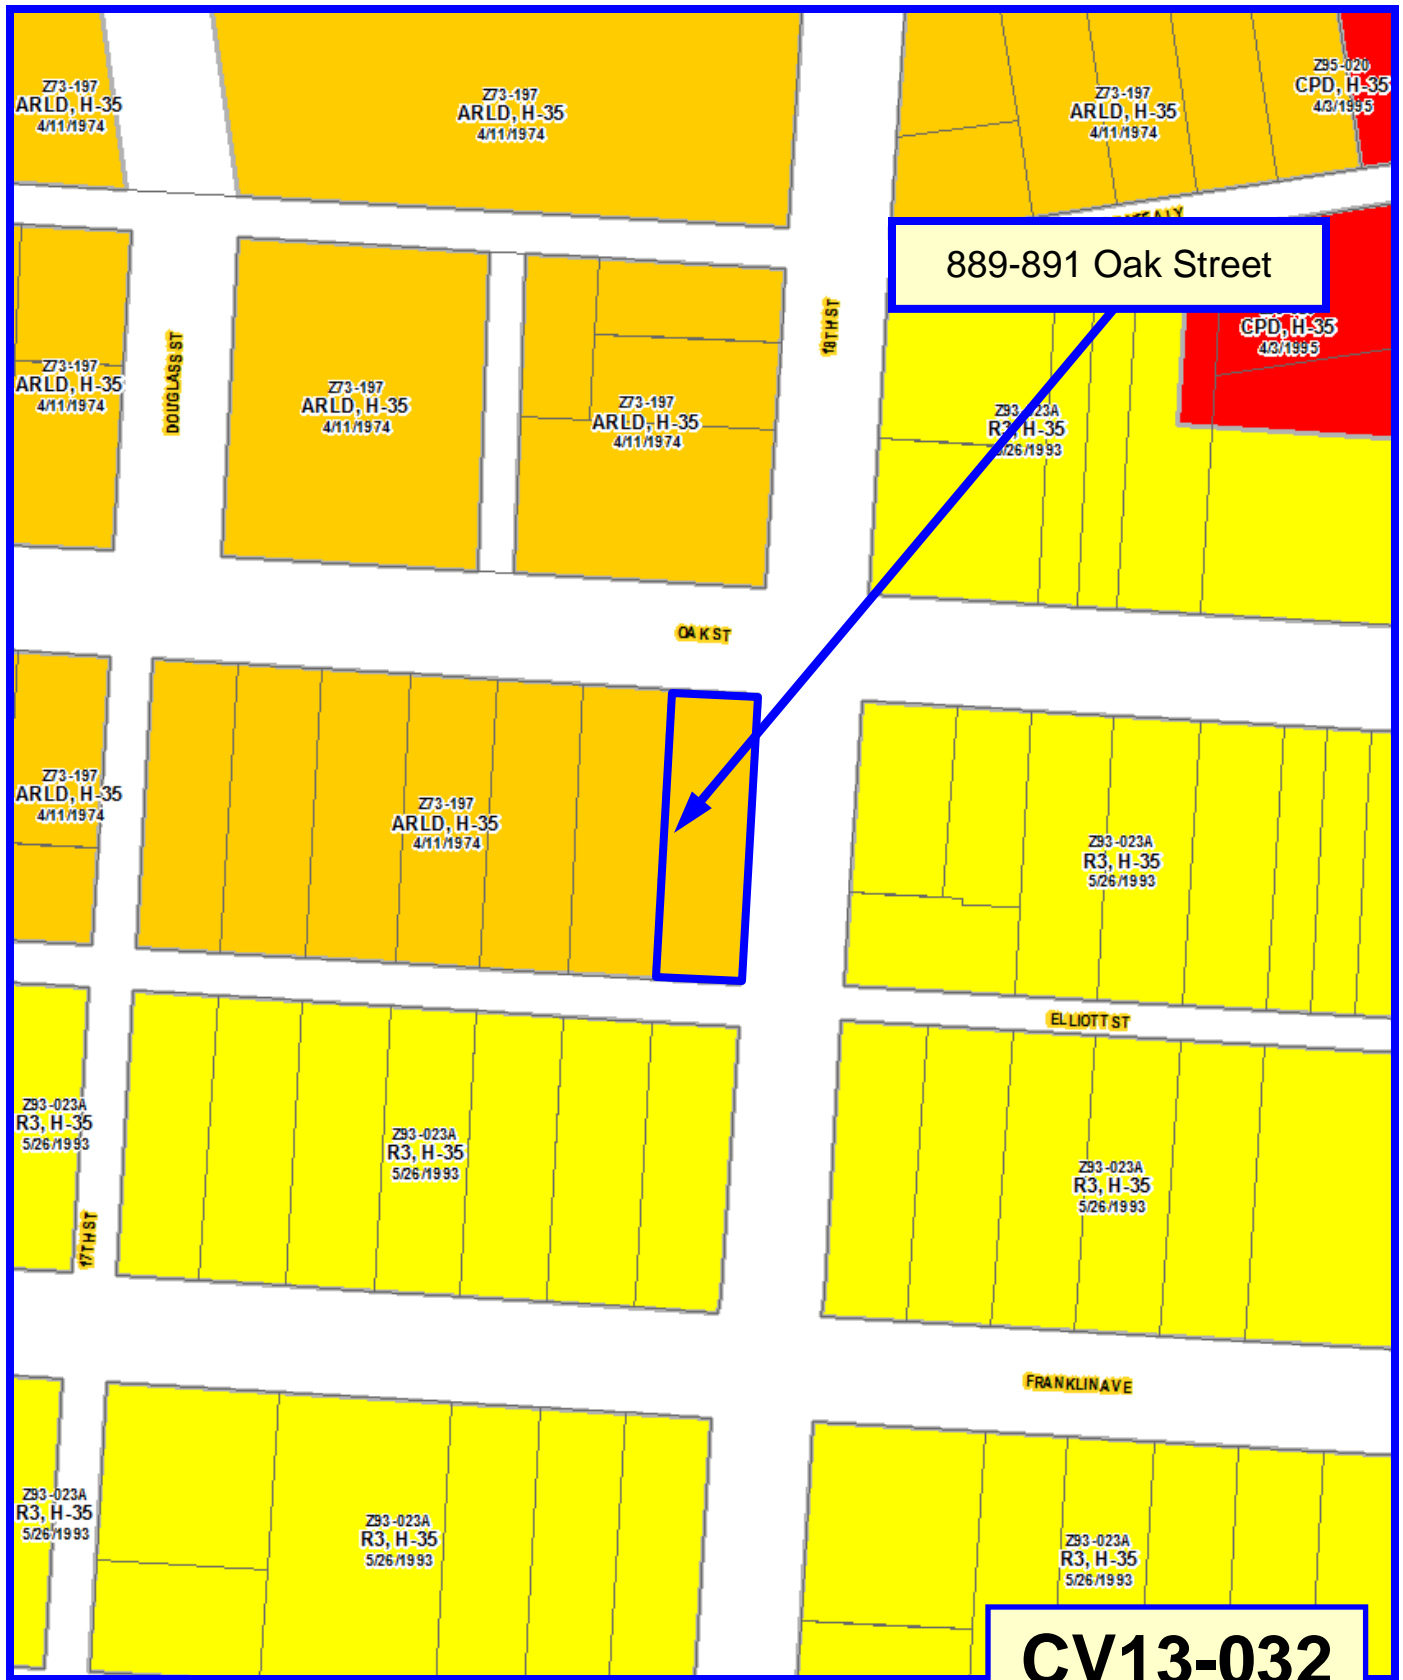 Z73-197
ARLD, H-35
4/11/1974
Z73-197
ARLD, H-35
4/11/1974
Z73-197
ARLD, H-35
4/11/1974
Z95-020
CPD, H-35
4/3/1995
889-891 Oak Street
DOUGLASS ST
18TH ST
CPD, H-35
4/3/1995
Z73-197
ARLD, H-35
4/11/1974
Z73-197
ARLD, H-35
4/11/1974
Z73-197
ARLD, H-35
4/11/1974
Z93-023A
R3, H-35
5/26/1993
OAK ST
Z73-197
ARLD, H-35
4/11/1974
Z73-197
ARLD, H-35
4/11/1974
Z93-023A
R3, H-35
5/26/1993
ELLIOTT ST
Z93-023A
R3, H-35
5/26/1993
Z93-023A
R3, H-35
5/26/1993
Z93-023A
R3, H-35
5/26/1993
17TH ST
FRANKLIN AVE
Z93-023A
R3, H-35
5/26/1993
Z93-023A
R3, H-35
5/26/1993
Z93-023A
R3, H-35
5/26/1993
CV13-032